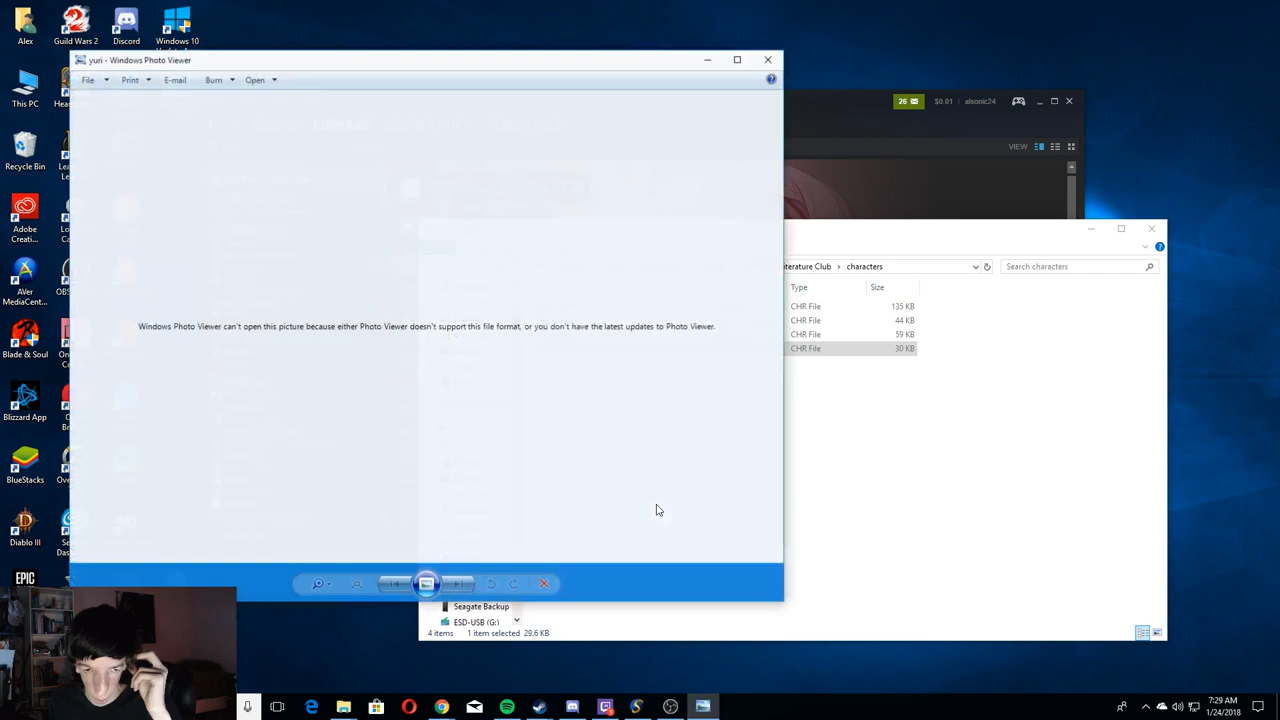 Alex
Guild Wars 2
Discord
Windows 10
yuri - Windows Photo Viewer
File
Print
E-mail
Burn
Open
This PC
Recycle Bin
Adobe
Creati...
AVer
MediaCent...
Blade & Soul
Blizzard App
BlueStacks
Diablo III
EPIC
26
$0.01
alsonic24
VIEW
iterature Club
characters
Search characters
Type
Size
CHR File
135 KB
CHR File
44 KB
CHR File
59 KB
CHR File
30 KB
Windows Photo Viewer can't open this picture because either Photo Viewer doesn't support this file format, or you don't have the latest updates to Photo Viewer.
Seagate Backup
ESD-USB (G:)
4 items
1 item selected 29.6 KB
7:29 AM
1/24/2018